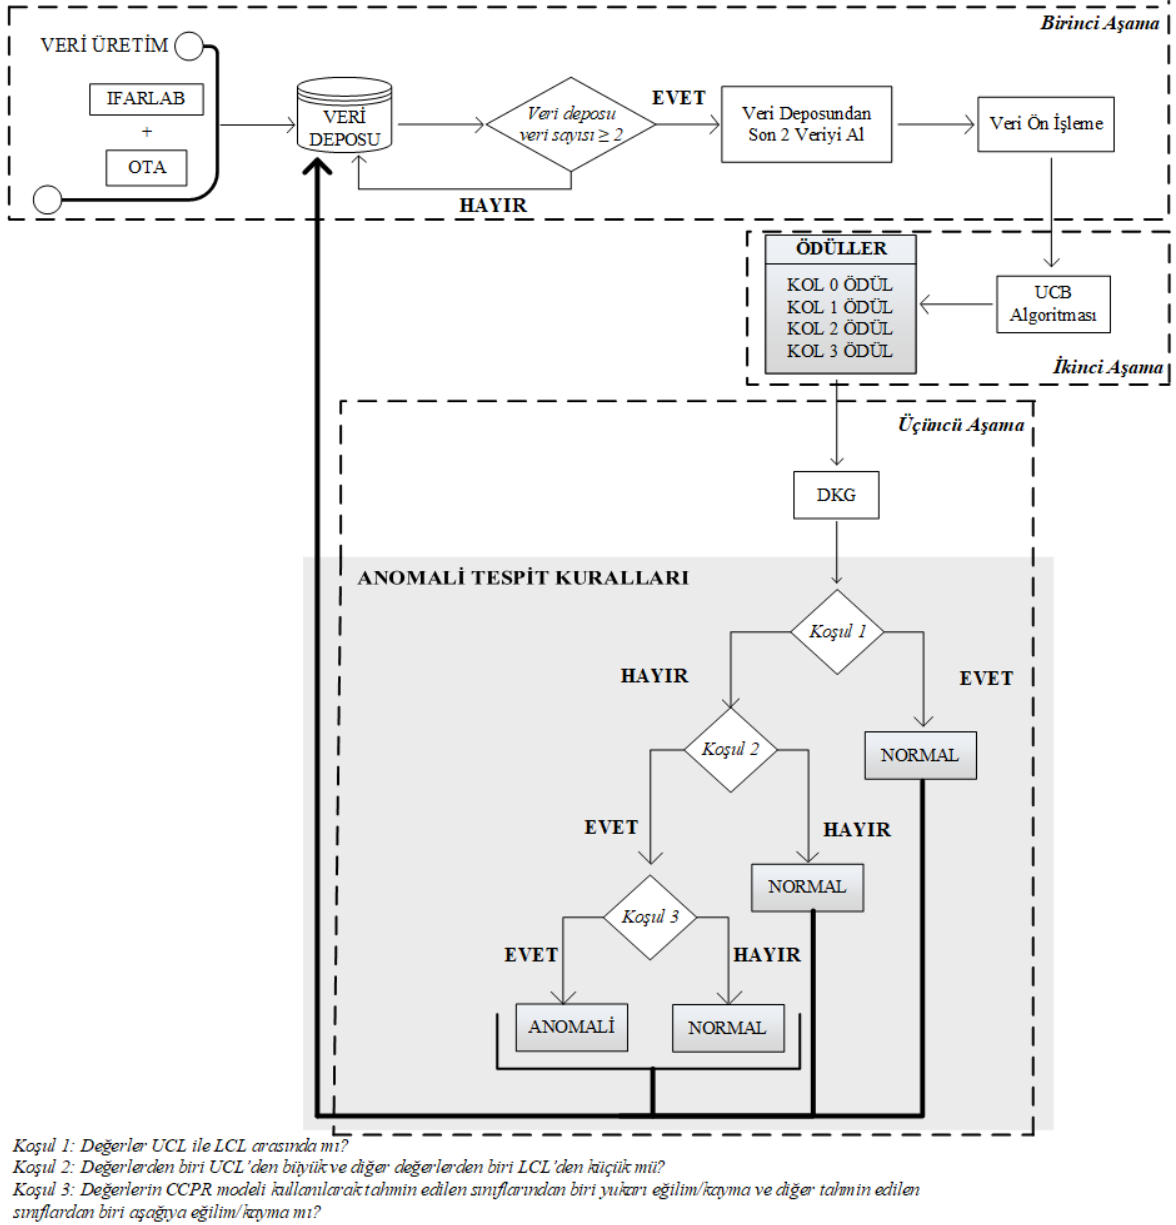 Birinci Aşama
VERİ ÜRETİM
IFARLAB
+
OTA
VERİ
DEPOSU
Veri deposu
veri sayısı ≥ 2
EVET
HAYIR
Veri Deposundan
Son 2 Veriyi Al
Veri Ön İşleme
ÖDÜLLER
KOL 0 ÖDÜL
KOL 1 ÖDÜL
KOL 2 ÖDÜL
KOL 3 ÖDÜL
UCB
Algoritması
İkinci Aşama
Üçüncü Aşama
DKG
ANOMALİ TESPİT KURALLARI
Koşul 1
HAYIR
EVET
Koşul 2
NORMAL
EVET
HAYIR
Koşul 3
NORMAL
EVET
HAYIR
ANOMALİ
NORMAL
Koşul 1: Değerler UCL ile LCL arasında mı?
Koşul 2: Değerlerden biri UCL'den büyük ve diğer değerlerden biri LCL'den küçük mü?
Koşul 3: Değerlerin CCPR modeli kullanılarak tahmin edilen sınıflarından biri yukarı eğilim/kayma ve diğer tahmin edilen
sınıflardan biri aşağıya eğilim/kayma mı?